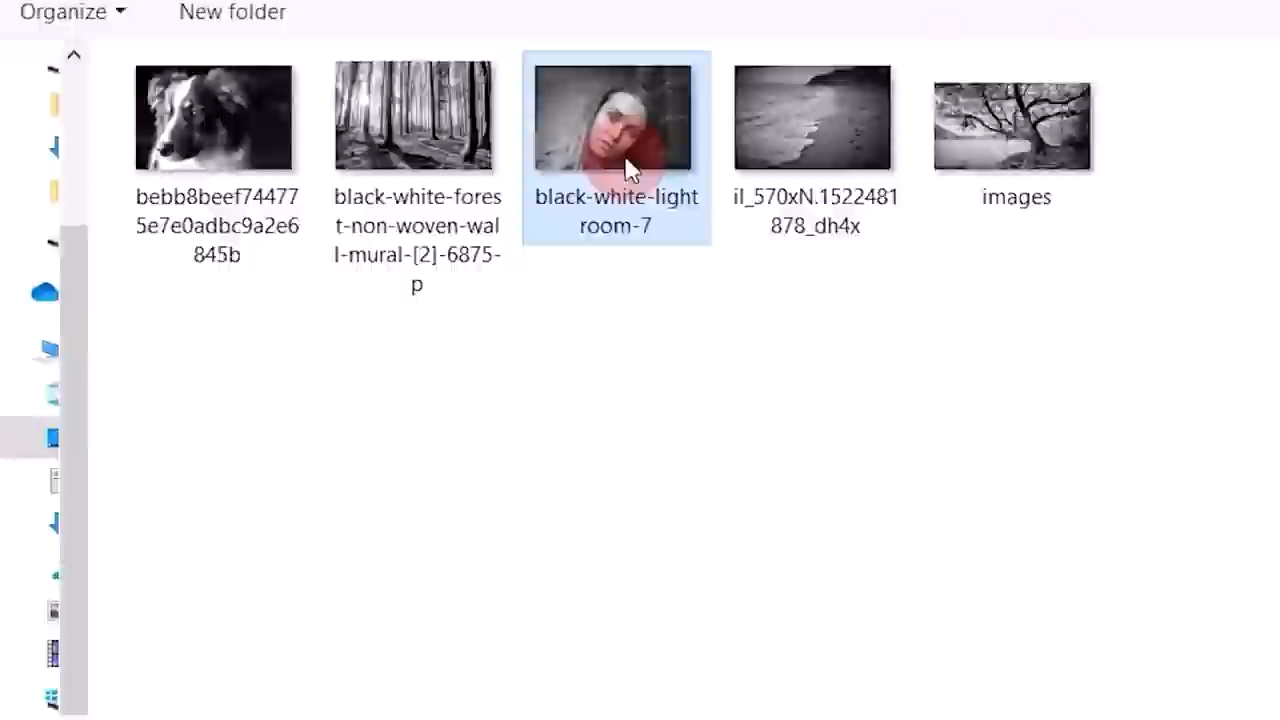 Organize
New folder
bebb8beef74477
5e7e0adbc9a2e6
845b
black-white-fores
t-non-woven-wal
l-mural-[2]-6875-
p
black-white-light
room-7
il_570xN.1522481
878_dh4x
images